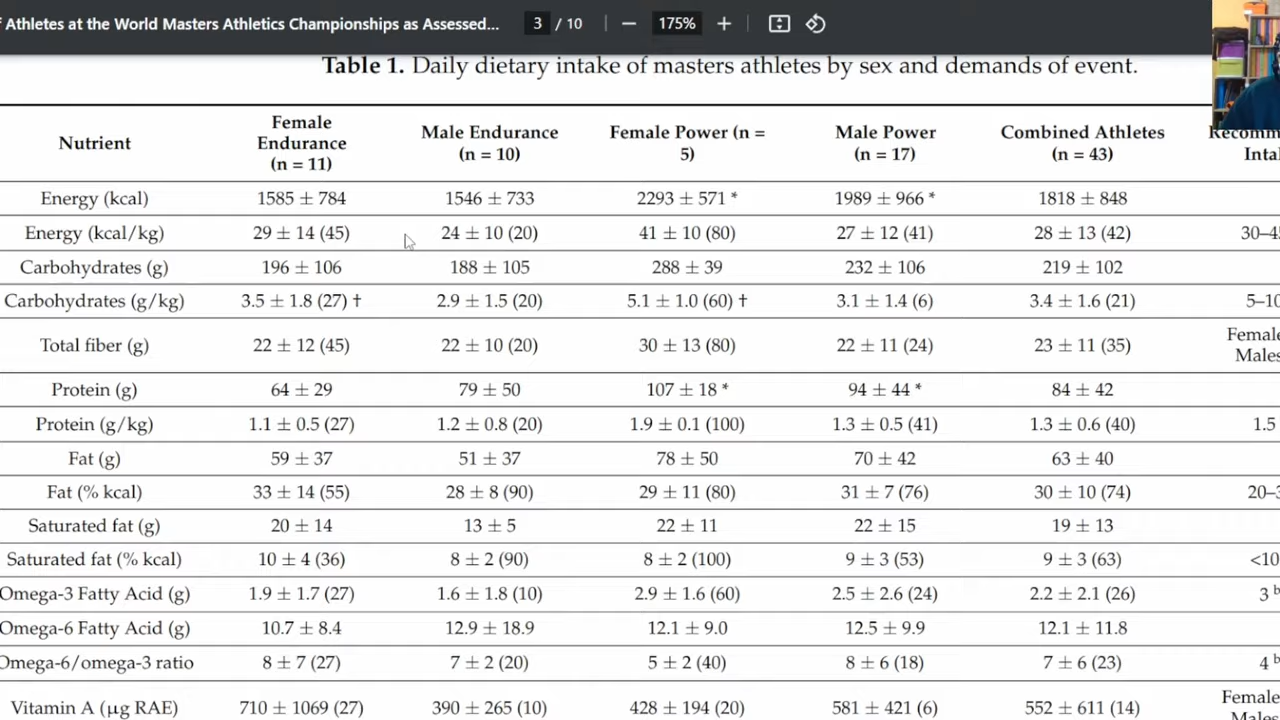 f Athletes at the World Masters Athletics Championships as Assessed... 3 / 10 — 175% +
Table 1. Daily dietary intake of masters athletes by sex and demands of event.
Nutrient Female Endurance (n = 11) Male Endurance (n = 10) Female Power (n = 5) Male Power (n = 17) Combined Athletes (n = 43) Recomm Intal
Energy (kcal) 1585 ± 784 1546 ± 733 2293 ± 571 * 1989 ± 966 * 1818 ± 848
Energy (kcal/kg) 29 ± 14 (45) 24 ± 10 (20) 41 ± 10 (80) 27 ± 12 (41) 28 ± 13 (42) 30–4
Carbohydrates (g) 196 ± 106 188 ± 105 288 ± 39 232 ± 106 219 ± 102
Carbohydrates (g/kg) 3.5 ± 1.8 (27) † 2.9 ± 1.5 (20) 5.1 ± 1.0 (60) † 3.1 ± 1.4 (6) 3.4 ± 1.6 (21) 5–10
Total fiber (g) 22 ± 12 (45) 22 ± 10 (20) 30 ± 13 (80) 22 ± 11 (24) 23 ± 11 (35) Female Males
Protein (g) 64 ± 29 79 ± 50 107 ± 18 * 94 ± 44 * 84 ± 42
Protein (g/kg) 1.1 ± 0.5 (27) 1.2 ± 0.8 (20) 1.9 ± 0.1 (100) 1.3 ± 0.5 (41) 1.3 ± 0.6 (40) 1.5
Fat (g) 59 ± 37 51 ± 37 78 ± 50 70 ± 42 63 ± 40
Fat (% kcal) 33 ± 14 (55) 28 ± 8 (90) 29 ± 11 (80) 31 ± 7 (76) 30 ± 10 (74) 20–3
Saturated fat (g) 20 ± 14 13 ± 5 22 ± 11 22 ± 15 19 ± 13
Saturated fat (% kcal) 10 ± 4 (36) 8 ± 2 (90) 8 ± 2 (100) 9 ± 3 (53) 9 ± 3 (63) <10
Omega-3 Fatty Acid (g) 1.9 ± 1.7 (27) 1.6 ± 1.8 (10) 2.9 ± 1.6 (60) 2.5 ± 2.6 (24) 2.2 ± 2.1 (26) 3 b
Omega-6 Fatty Acid (g) 10.7 ± 8.4 12.9 ± 18.9 12.1 ± 9.0 12.5 ± 9.9 12.1 ± 11.8
Omega-6/omega-3 ratio 8 ± 7 (27) 7 ± 2 (20) 5 ± 2 (40) 8 ± 6 (18) 7 ± 6 (23) 4 b
Vitamin A (µg RAE) 710 ± 1069 (27) 390 ± 265 (10) 428 ± 194 (20) 581 ± 421 (6) 552 ± 611 (14) Female Males